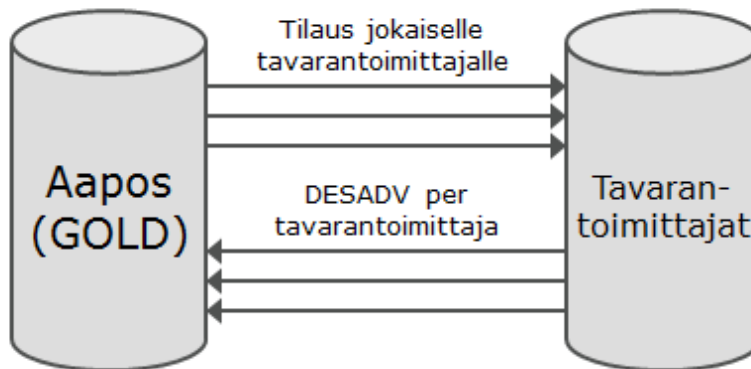 Tilaus jokaiselle
tavarantoimittajalle
Aapos
(GOLD)
DESADV per
tavarantoimittaja
Tavaran-
toimittajat